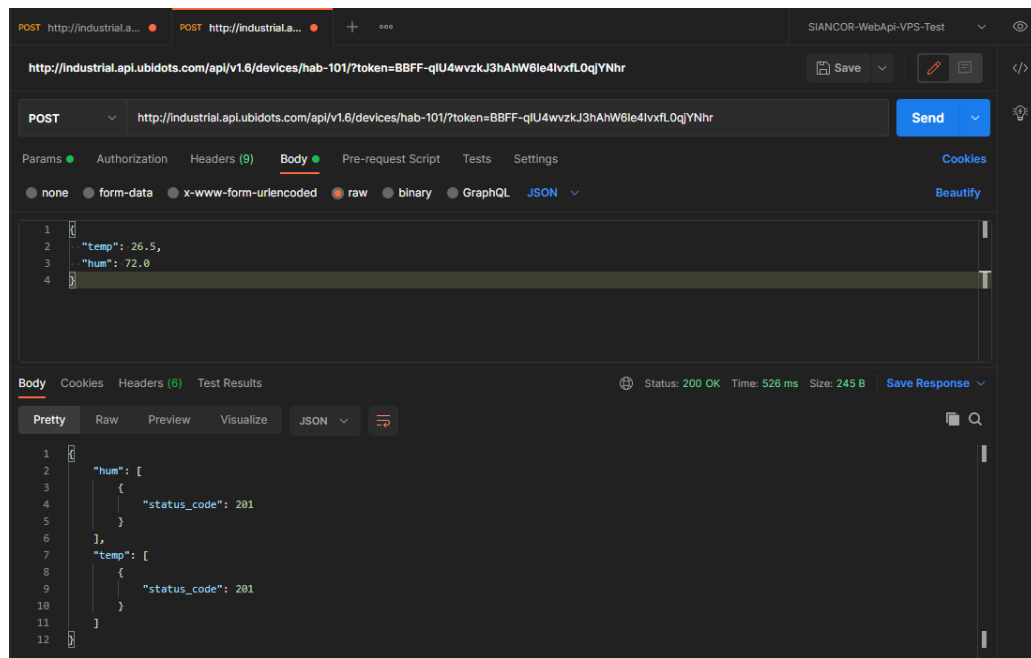 POST http://industrial.a...
POST http://industrial.a...
SIANCOR-WebApi-VPS-Test
http://industrial.api.ubidots.com/api/v1.6/devices/hab-101/?token=BBFF-qlU4wvzkJ3hAhW6le4lvxfL0qjYNhr
Save
POST http://industrial.api.ubidots.com/api/v1.6/devices/hab-101/?token=BBFF-qlU4wvzkJ3hAhW6le4lvxfL0qjYNhr Send
Params Authorization Headers (9) Body Pre-request Script Tests Settings Cookies
none form-data x-www-form-urlencoded raw binary GraphQL JSON Beautify
1 {
2 "temp": 26.5,
3 "hum": 72.0
4 }
Body Cookies Headers (6) Test Results Status: 200 OK Time: 526 ms Size: 245 B Save Response
Pretty Raw Preview Visualize JSON
1 {
2 "hum": [
3 {
4 "status_code": 201
5 }
6 ],
7 "temp": [
8 {
9 "status_code": 201
10 }
11 ]
12 }